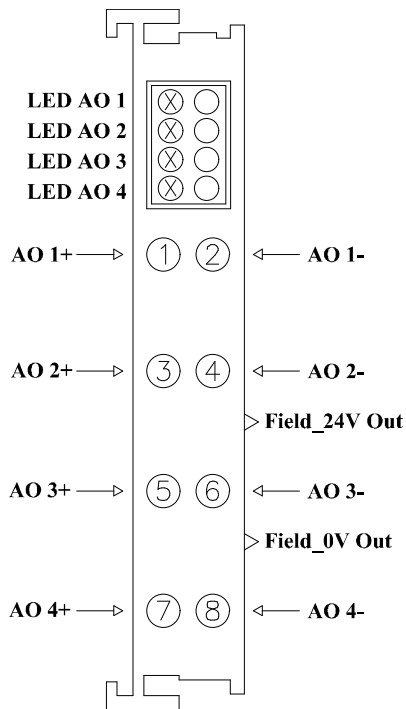 LED AO 1
LED AO 2
LED AO 3
LED AO 4
AO 1+ 1 2 AO 1-
AO 2+ 3 4 AO 2-
Field_24V Out
AO 3+ 5 6 AO 3-
Field_0V Out
AO 4+ 7 8 AO 4-